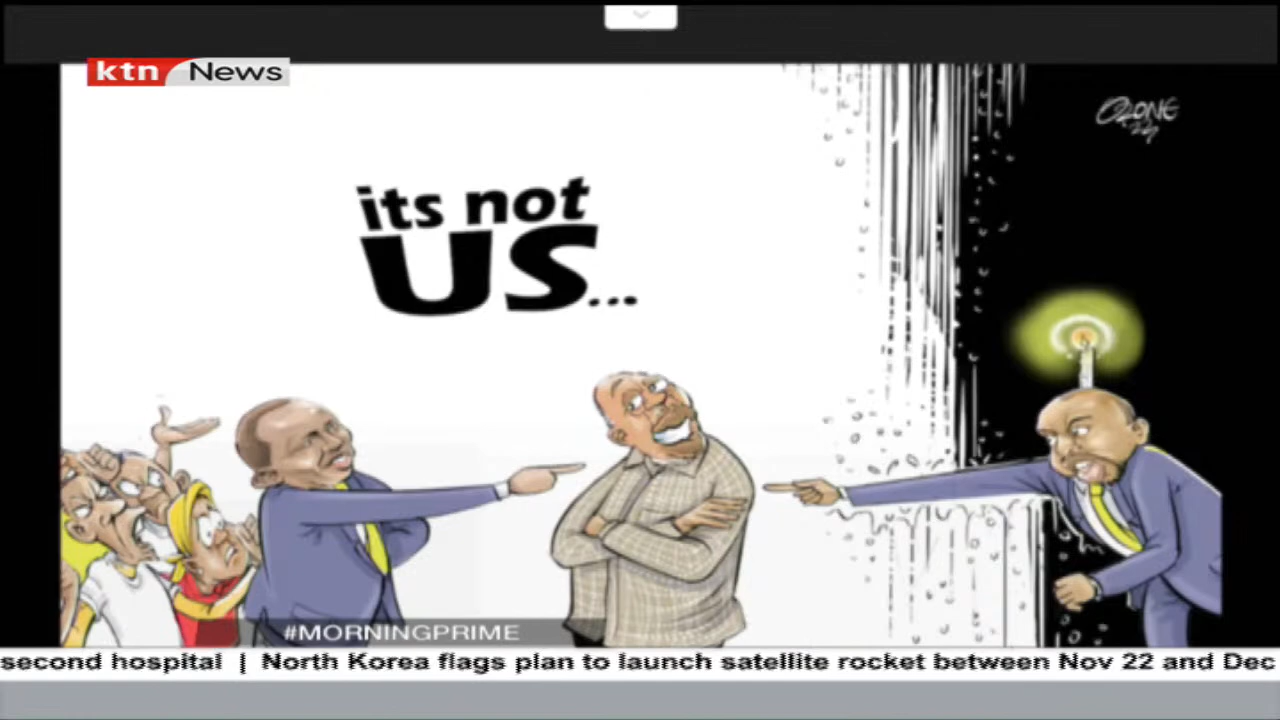 ktn News
OZONE
its not
US...
#MORNINGPRIME
second hospital | North Korea flags plan to launch satellite rocket between Nov 22 and Dec